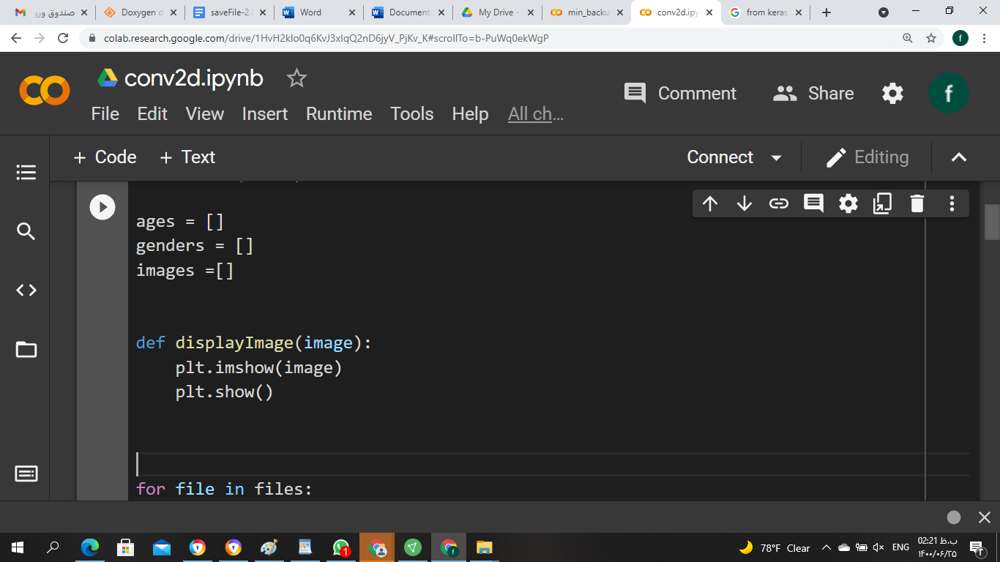 صندوق ورو
Doxygen d
saveFile-2.
Word
Document
My Drive -
min_backu
conv2d.ipy
from keras
colab.research.google.com/drive/1HvH2klo0q6KvJ3xIqQ2nD6jyV_PjKv_K#scrollTo=b-PuWq0ekWgP
f
conv2d.ipynb
Comment
Share
f
File Edit View Insert Runtime Tools Help All ch...
+ Code + Text
Connect
Editing
ages = []
genders = []
images =[]
def displayImage(image):
plt.imshow(image)
plt.show()
for file in files:
1
f
78°F Clear
ENG
02:21 ب.ظ
۱۴۰۰/۰۶/۲۵